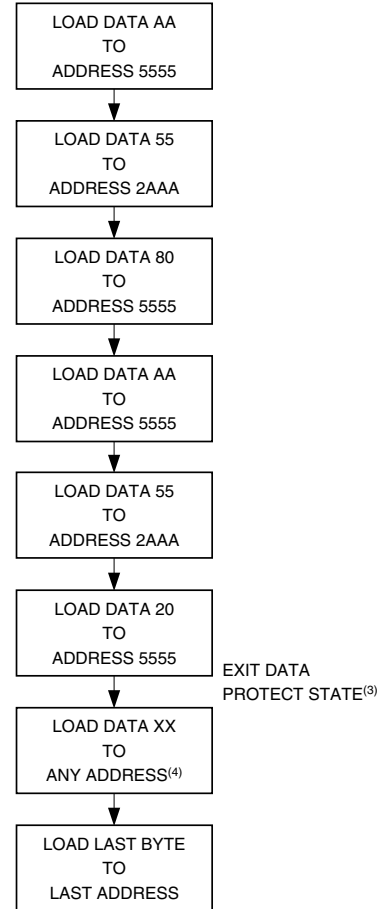 LOAD DATA AA
TO
ADDRESS 5555
LOAD DATA 55
TO
ADDRESS 2AAA
LOAD DATA 80
TO
ADDRESS 5555
LOAD DATA AA
TO
ADDRESS 5555
LOAD DATA 55
TO
ADDRESS 2AAA
LOAD DATA 20
TO
ADDRESS 5555
EXIT DATA
PROTECT STATE(3)
LOAD DATA XX
TO
ANY ADDRESS(4)
LOAD LAST BYTE
TO
LAST ADDRESS